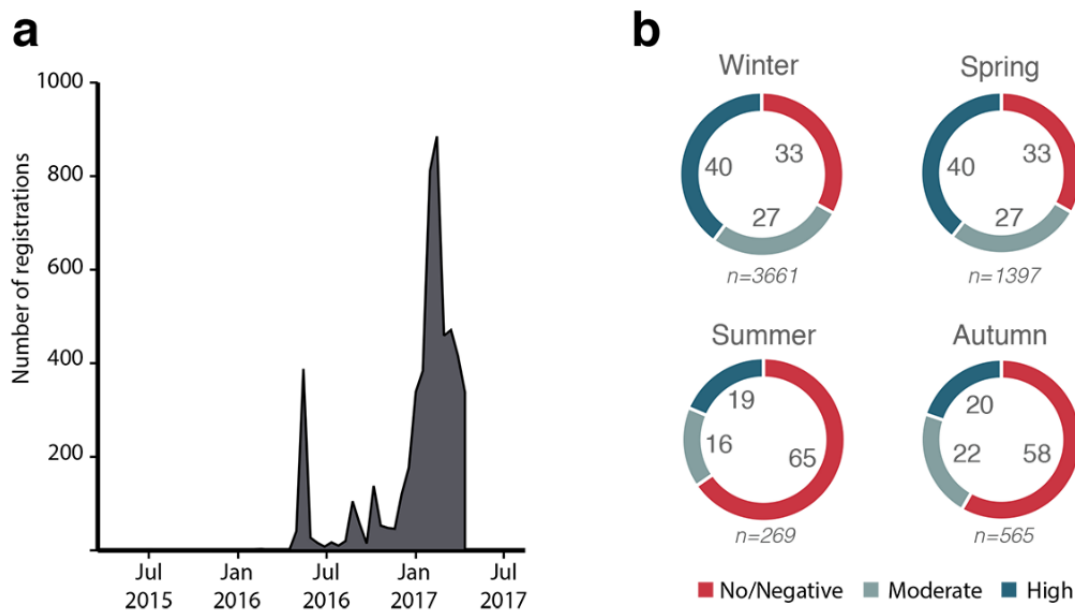 a
Number of registrations
1000
800
600
400
200
Jul
2015
Jan
2016
Jul
2016
Jan
2017
Jul
2017
b
Winter
40
33
27
n=3661
Spring
40
33
27
n=1397
Summer
19
16
65
n=269
Autumn
20
22
58
n=565
No/Negative Moderate High